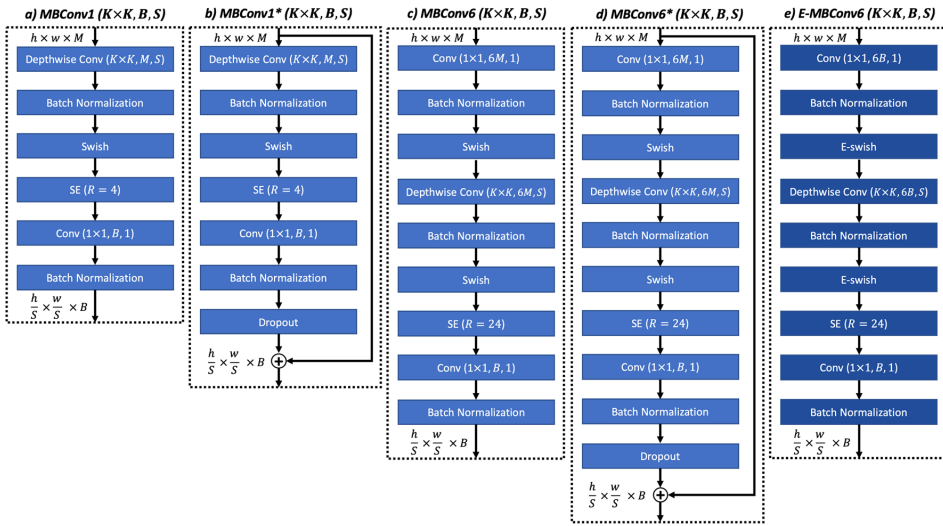 a) MBConv1 (K×K, B, S)
h × w × M
Depthwise Conv (K×K, M, S)
Batch Normalization
Swish
SE (R = 4)
Conv (1×1, B, 1)
Batch Normalization
h/S × w/S × B
b) MBConv1* (K×K, B, S)
h × w × M
Depthwise Conv (K×K, M, S)
Batch Normalization
Swish
SE (R = 4)
Conv (1×1, B, 1)
Batch Normalization
Dropout
h/S × w/S × B
c) MBConv6 (K×K, B, S)
h × w × M
Conv (1×1, 6M, 1)
Batch Normalization
Swish
Depthwise Conv (K×K, 6M, S)
Batch Normalization
Swish
SE (R = 24)
Conv (1×1, B, 1)
Batch Normalization
h/S × w/S × B
d) MBConv6* (K×K, B, S)
h × w × M
Conv (1×1, 6M, 1)
Batch Normalization
Swish
Depthwise Conv (K×K, 6M, S)
Batch Normalization
Swish
SE (R = 24)
Conv (1×1, B, 1)
Batch Normalization
Dropout
h/S × w/S × B
e) E-MBConv6 (K×K, B, S)
h × w × M
Conv (1×1, 6B, 1)
Batch Normalization
E-swish
Depthwise Conv (K×K, 6B, S)
Batch Normalization
E-swish
SE (R = 24)
Conv (1×1, B, 1)
Batch Normalization
h/S × w/S × B